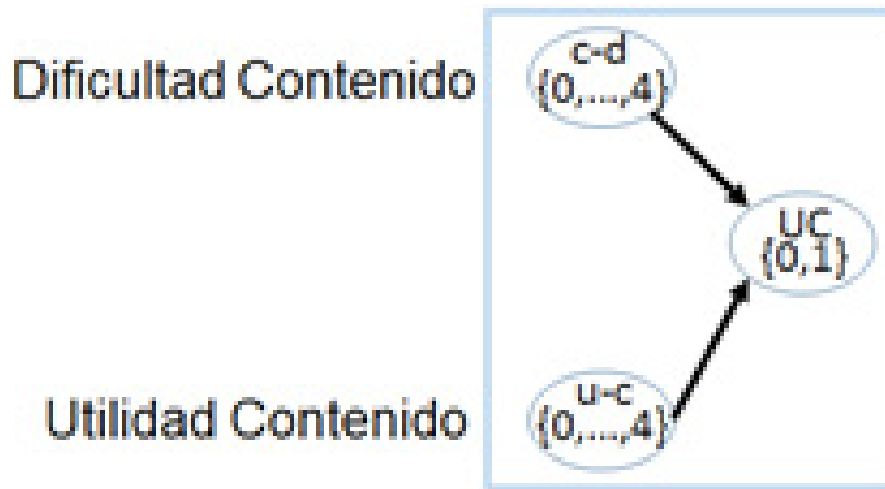 c-d
Dificultad Contenido
{0,...,4}
UC
{0,1}
u-c
Utilidad Contenido
{0,...,4}